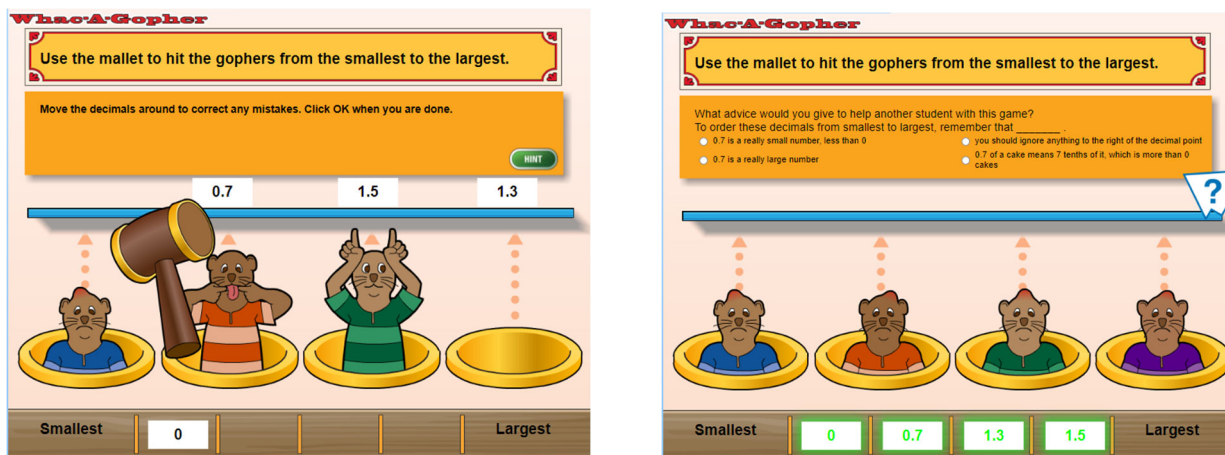 Whac-A-Gopher
Use the mallet to hit the gophers from the smallest to the largest.
Move the decimals around to correct any mistakes. Click OK when you are done.
HINT
0.7 1.5 1.3
Smallest 0 Largest
Whac-A-Gopher
Use the mallet to hit the gophers from the smallest to the largest.
What advice would you give to help another student with this game?
To order these decimals from smallest to largest, remember that _______ .
0.7 is a really small number, less than 0
you should ignore anything to the right of the decimal point
0.7 is a really large number
0.7 of a cake means 7 tenths of it, which is more than 0
cakes
?
Smallest 0 0.7 1.3 1.5 Largest